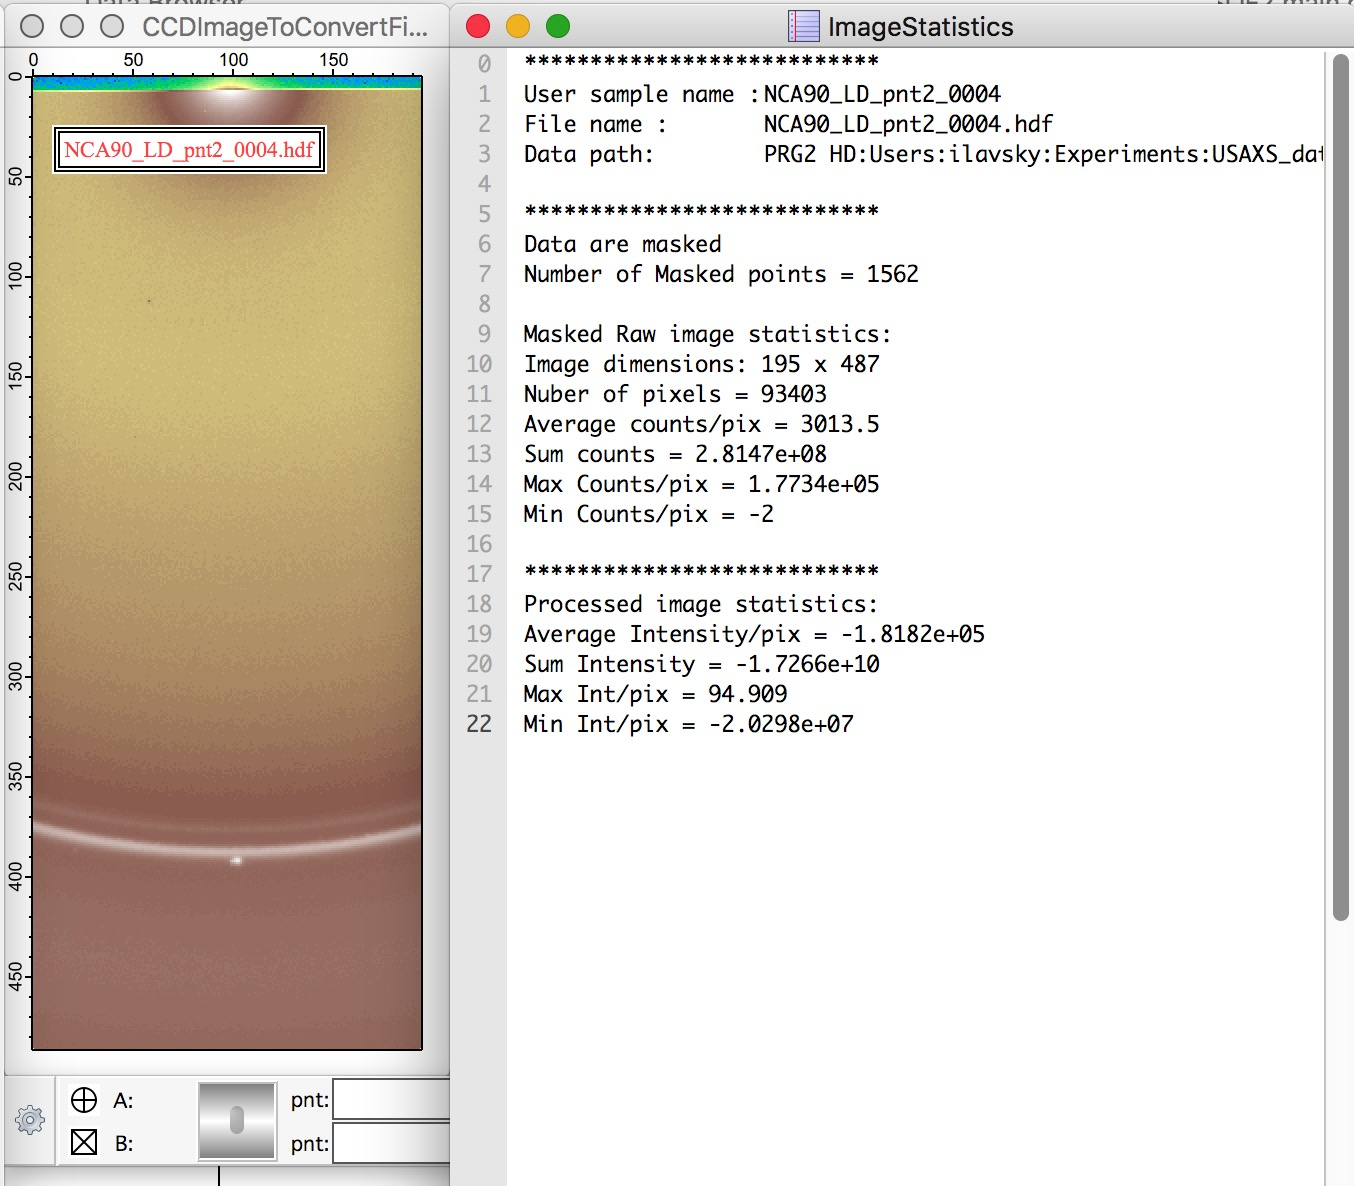 CCDImageToConvertFi...
0 50 100 150
0
50
100
150
200
250
300
350
400
450
NCA90_LD_pnt2_0004.hdf
A: pnt:
B: pnt:
ImageStatistics
0 ***************************
1 User sample name :NCA90_LD_pnt2_0004
2 File name : NCA90_LD_pnt2_0004.hdf
3 Data path: PRG2 HD:Users:ilavsky:Experiments:USAXS_dat
4
5 ***************************
6 Data are masked
7 Number of Masked points = 1562
8
9 Masked Raw image statistics:
10 Image dimensions: 195 x 487
11 Nuber of pixels = 93403
12 Average counts/pix = 3013.5
13 Sum counts = 2.8147e+08
14 Max Counts/pix = 1.7734e+05
15 Min Counts/pix = -2
16
17 ***************************
18 Processed image statistics:
19 Average Intensity/pix = -1.8182e+05
20 Sum Intensity = -1.7266e+10
21 Max Int/pix = 94.909
22 Min Int/pix = -2.0298e+07